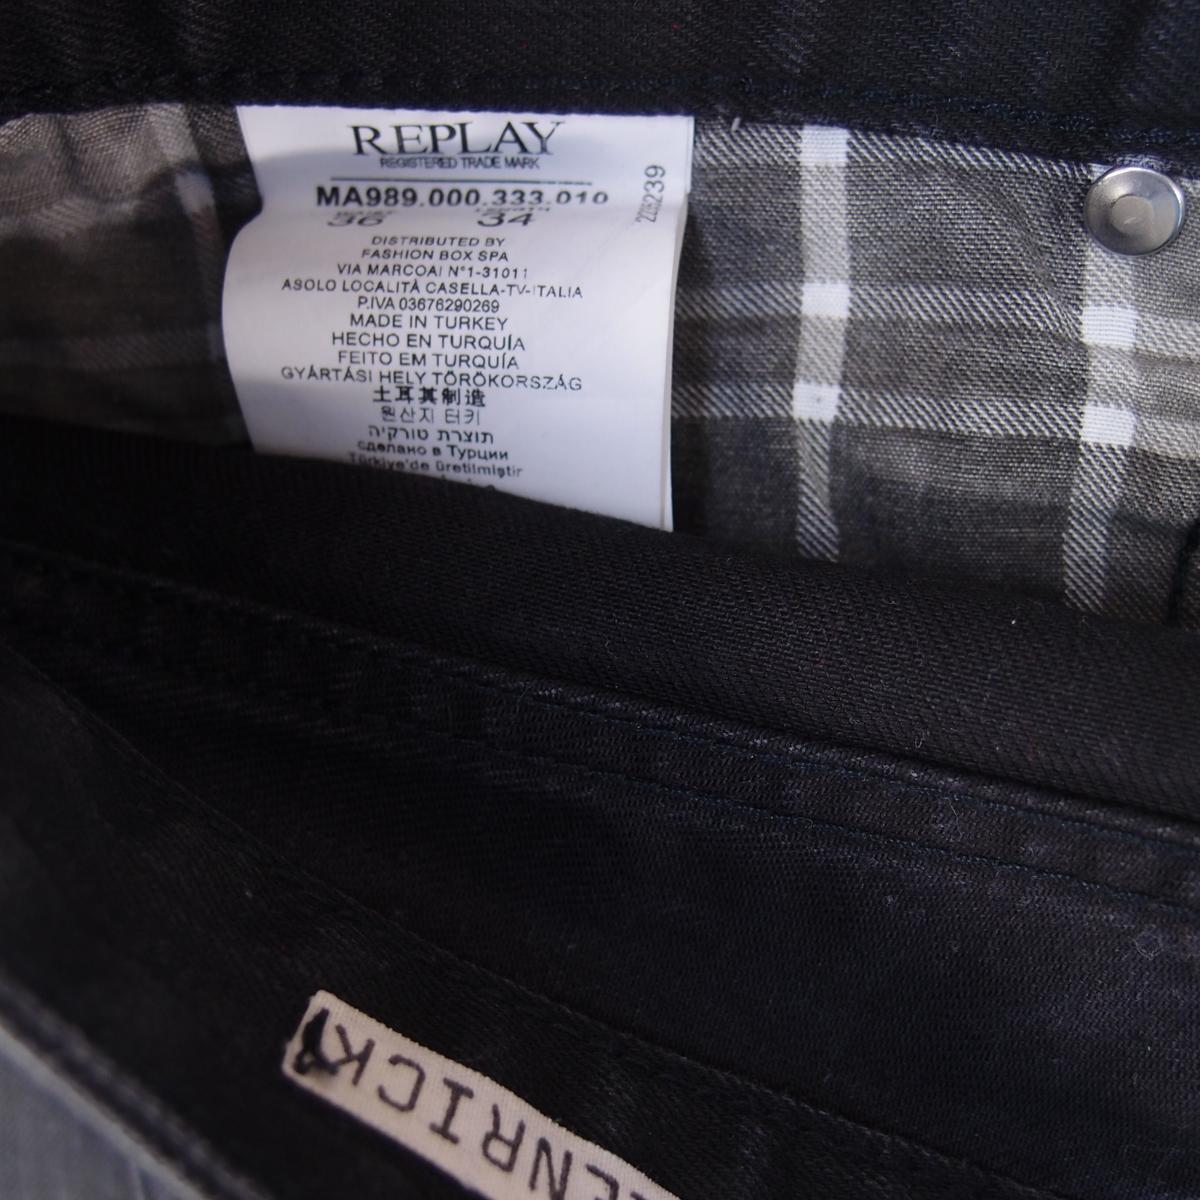 REPLAY
REGISTERED TRADE MARK
MA989.000.333.010
36 34
228239
DISTRIBUTED BY
FASHION BOX SPA
VIA MARCOAI N°1-31011
ASOLO LOCALITÀ CASELLA-TV-ITALIA
P.IVA 03676290269
MADE IN TURKEY
HECHO EN TURQUÍA
FEITO EM TURQUÍA
GYÁRTÁSI HELY TÖRÖKORSZÁG
土耳其制造
원산지 터키
תוצרת טורקיה
сделано в Турции
Türkiye'de üretilmiştir
ENRICK